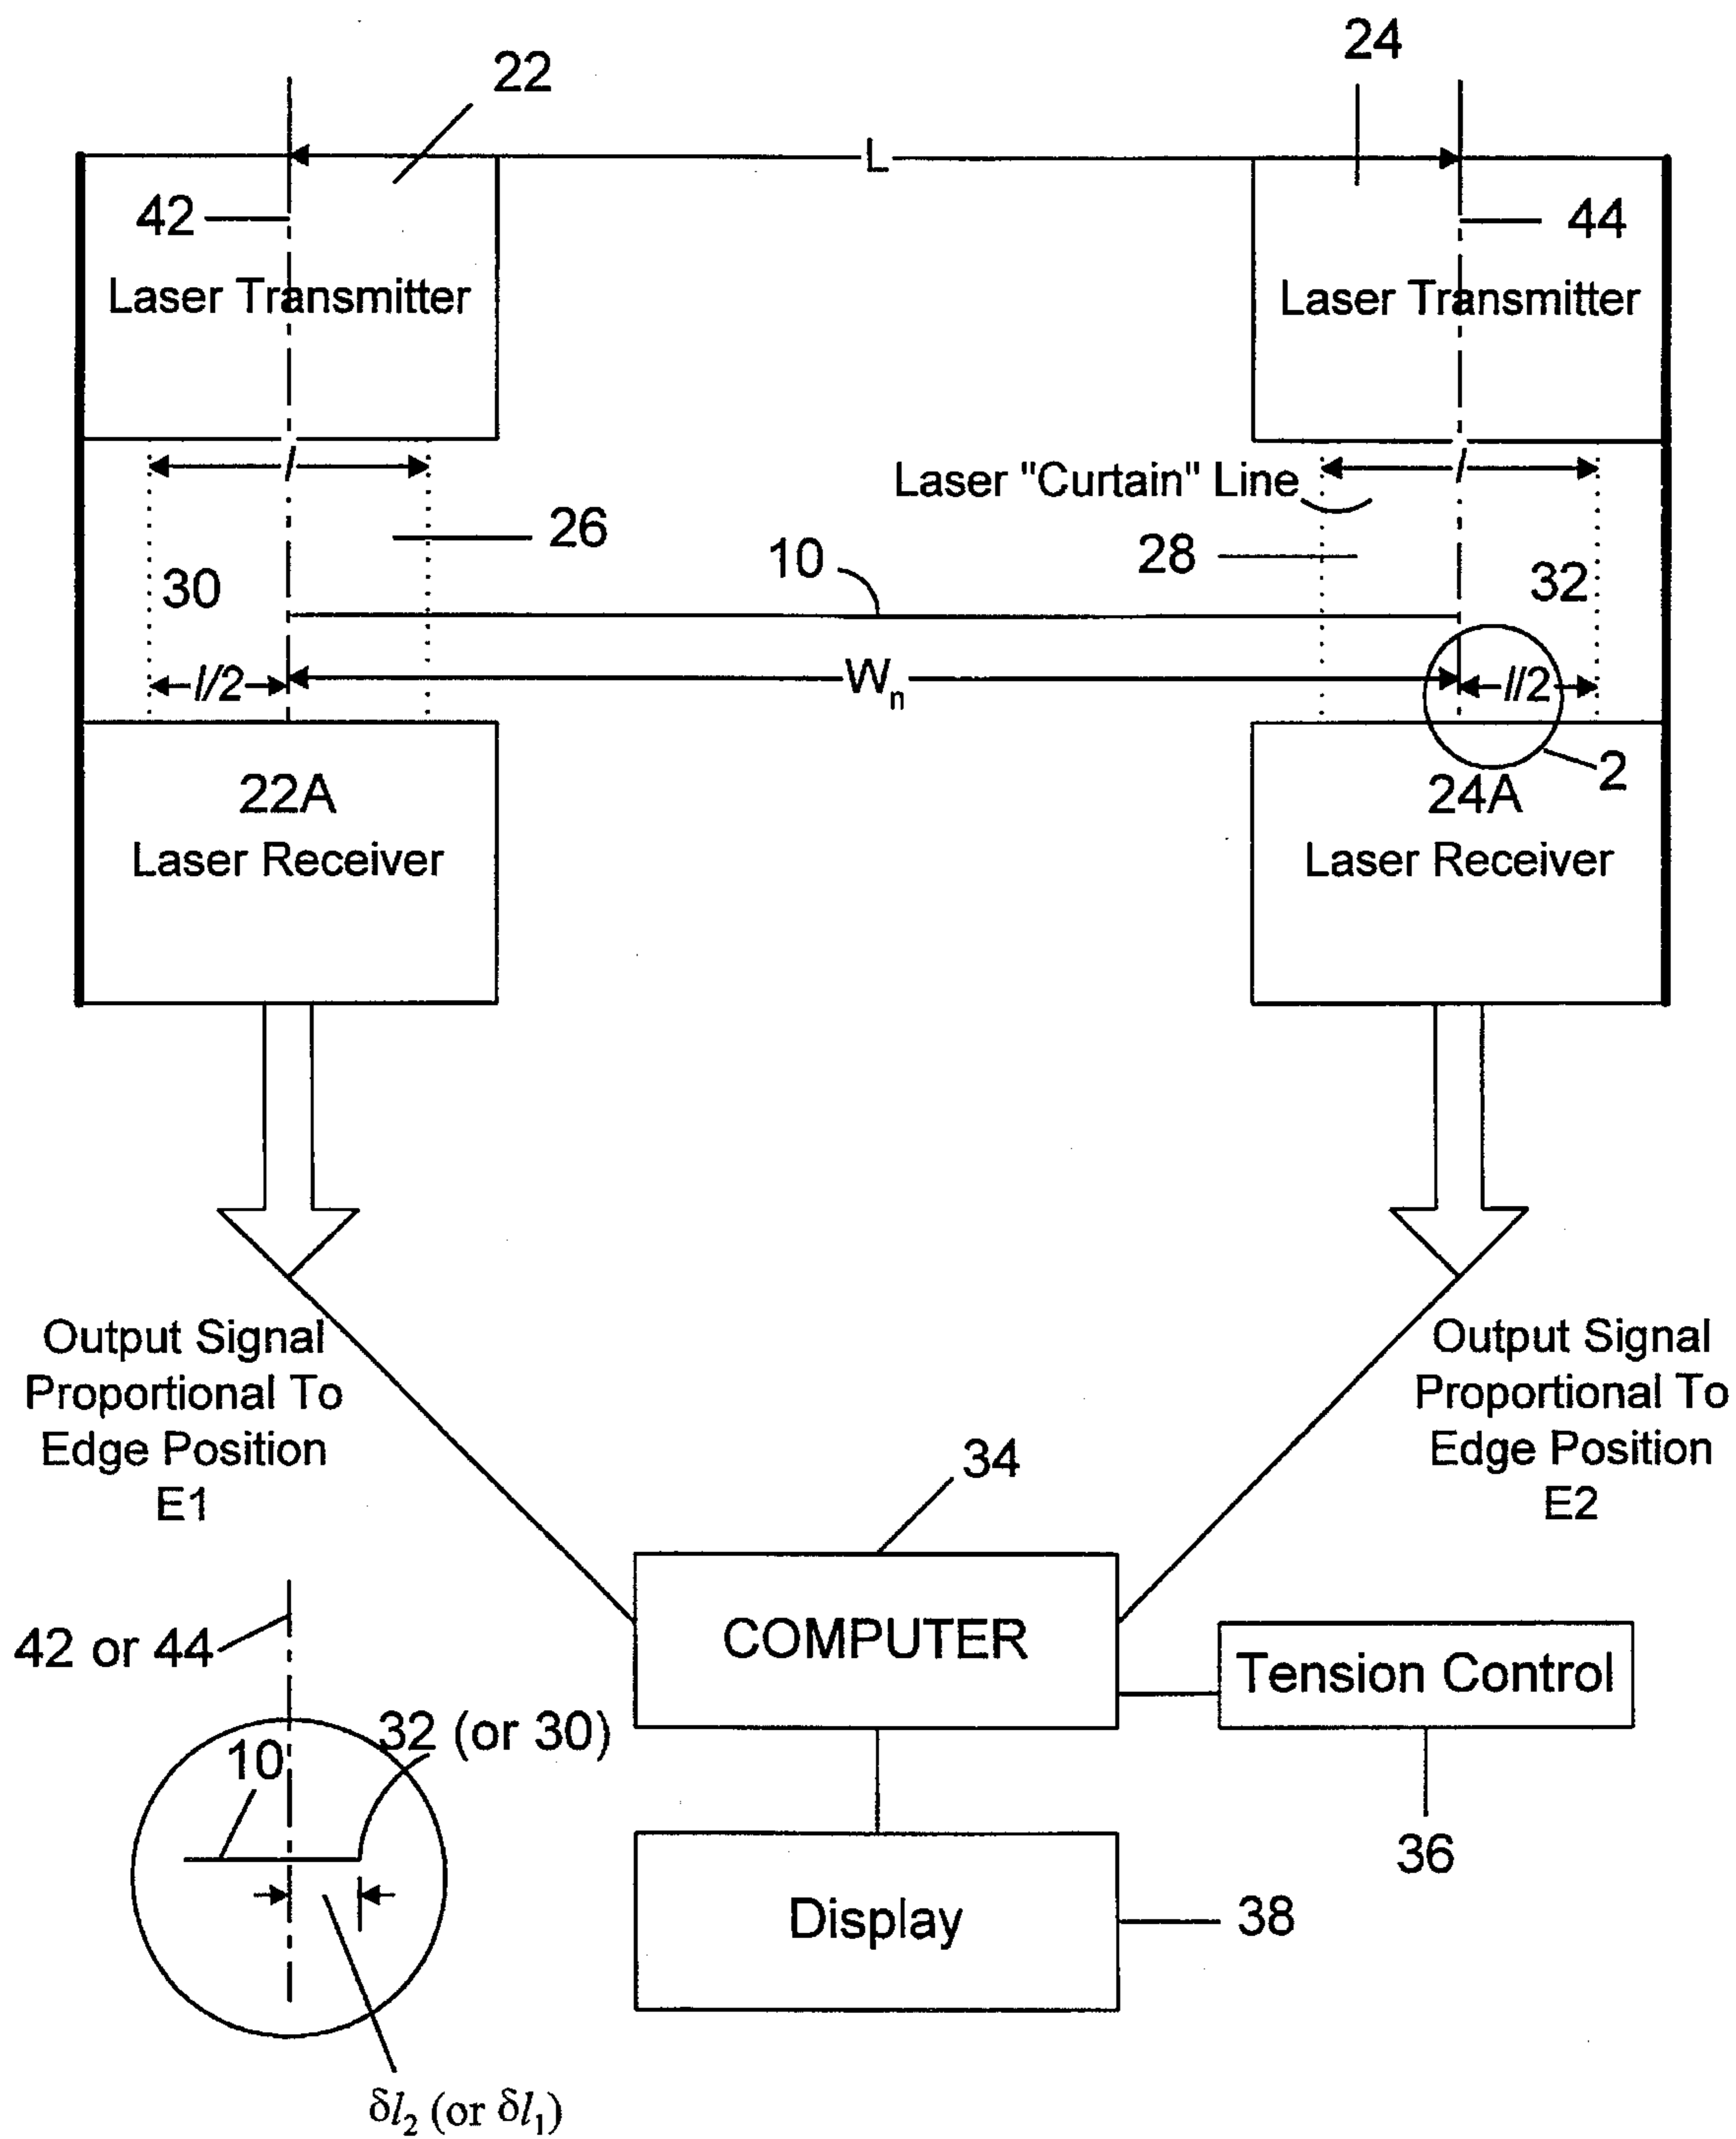 22
24
L
42
44
Laser Transmitter
Laser Transmitter
l
l
Laser "Curtain" Line
26
10
28
30
32
l/2
Wn
l/2
22A
Laser Receiver
24A
2
Laser Receiver
Output Signal
Proportional To
Edge Position
E1
Output Signal
Proportional To
Edge Position
E2
34
COMPUTER
Tension Control
42 or 44
32 (or 30)
10
36
Display
38
δl2 (or δl1)